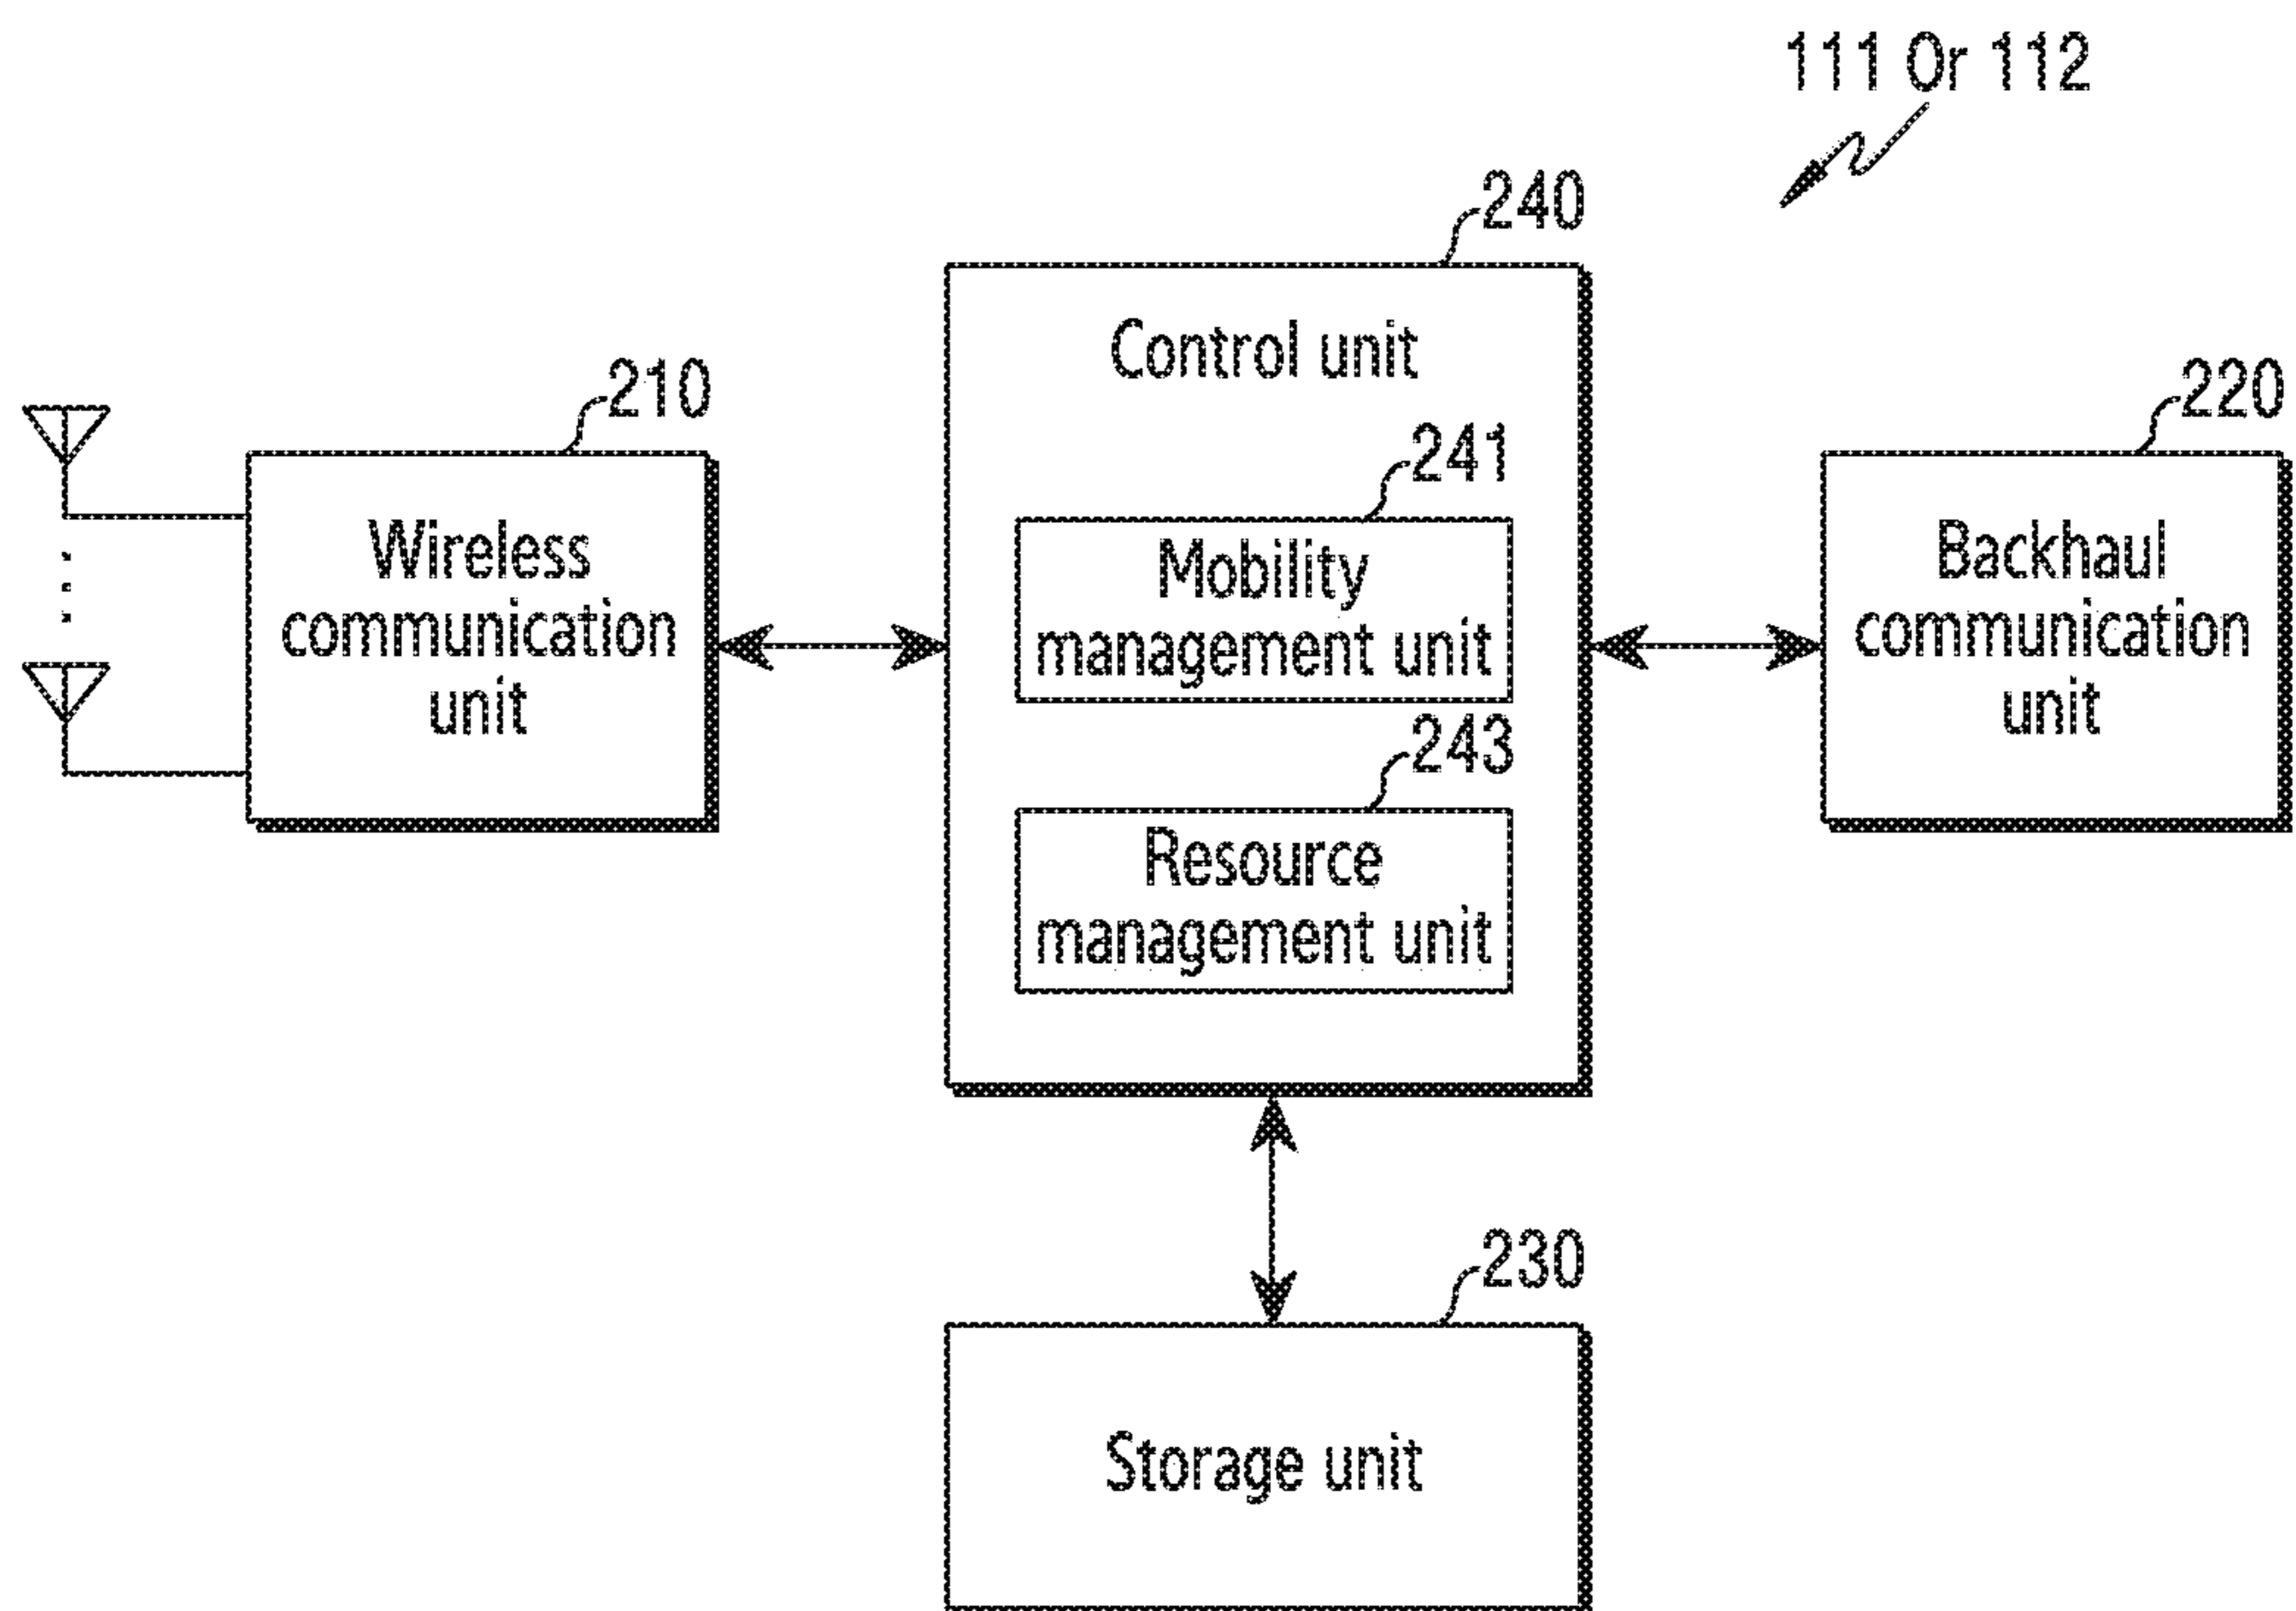 111 Or 112
240
Control unit
210
Wireless
communication
unit
241
Mobility
management unit
243
Resource
management unit
220
Backhaul
communication
unit
230
Storage unit